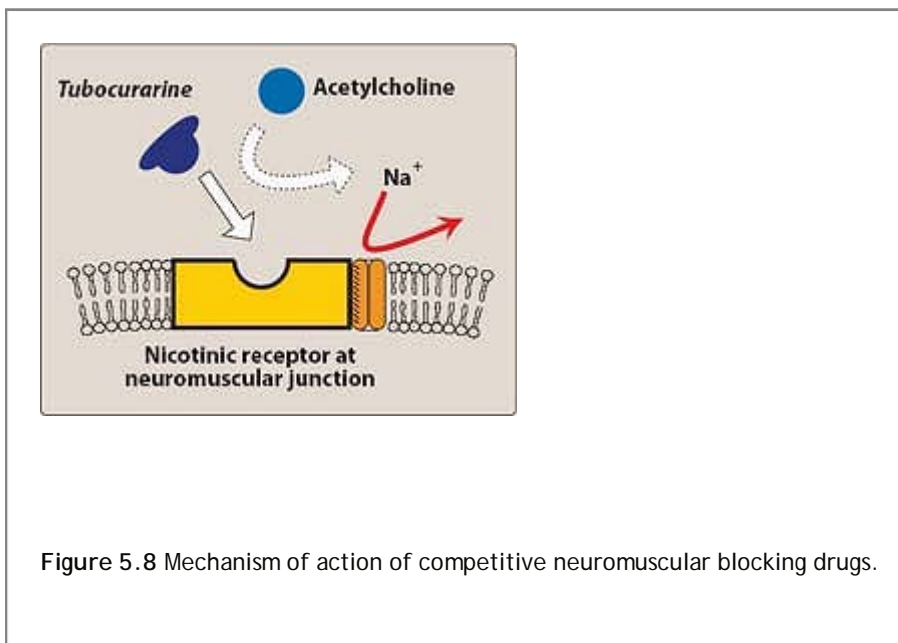 Tubocurarine
Acetylcholine
Na+
Nicotinic receptor at
neuromuscular junction
Figure 5.8 Mechanism of action of competitive neuromuscular blocking drugs.